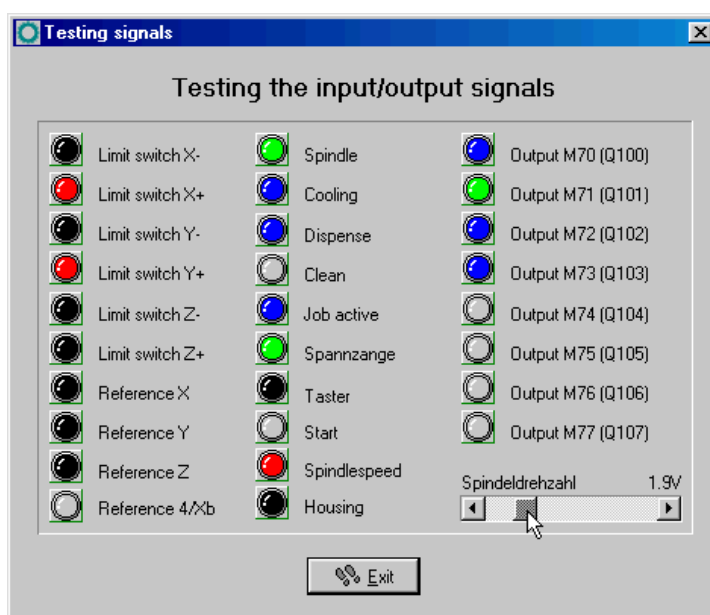 Testing signals
Testing the input/output signals
Limit switch X-
Limit switch X+
Limit switch Y-
Limit switch Y+
Limit switch Z-
Limit switch Z+
Reference X
Reference Y
Reference Z
Reference 4/Xb
Spindle
Cooling
Dispense
Clean
Job active
Spannzange
Taster
Start
Spindlespeed
Housing
Output M70 (Q100)
Output M71 (Q101)
Output M72 (Q102)
Output M73 (Q103)
Output M74 (Q104)
Output M75 (Q105)
Output M76 (Q106)
Output M77 (Q107)
Spindeldrehzahl 1.9V
Exit